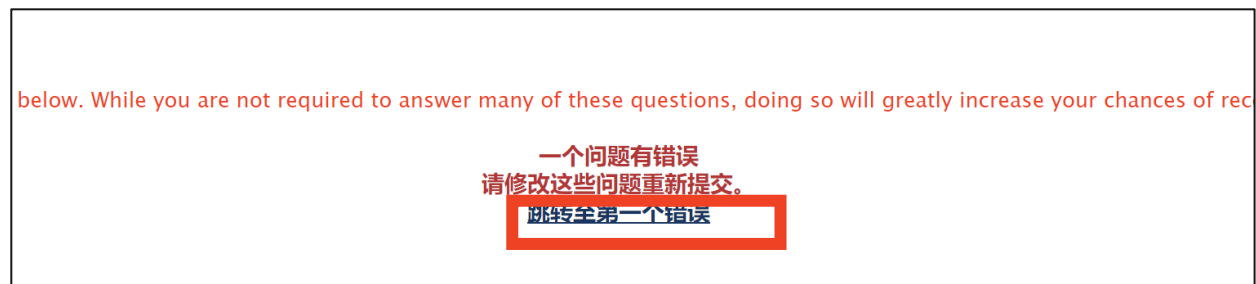 below. While you are not required to answer many of these questions, doing so will greatly increase your chances of rec
一个问题有错误
请修改这些问题重新提交。
跳转至第一个错误